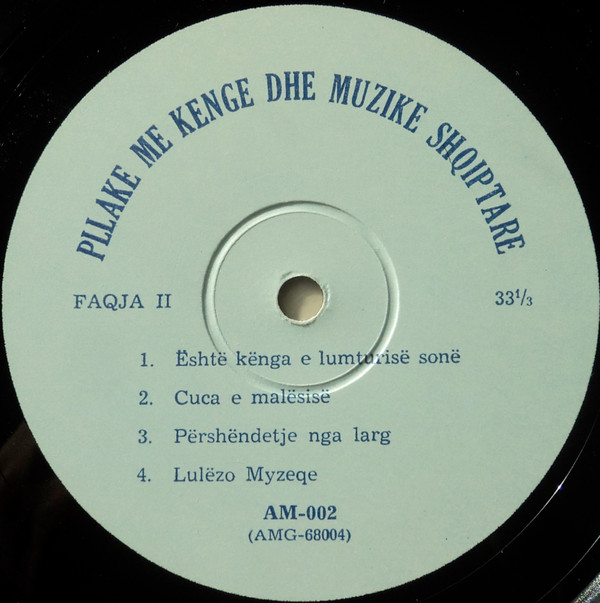 PLLAKE ME KENGE DHE MUZIKE SHQIPTARE
FAQJA II
33⅓
1. Është kënga e lumturisë sonë
2. Cuca e malësisë
3. Përshëndetje nga larg
4. Lulëzo Myzeqe
AM-002
(AMG-68004)